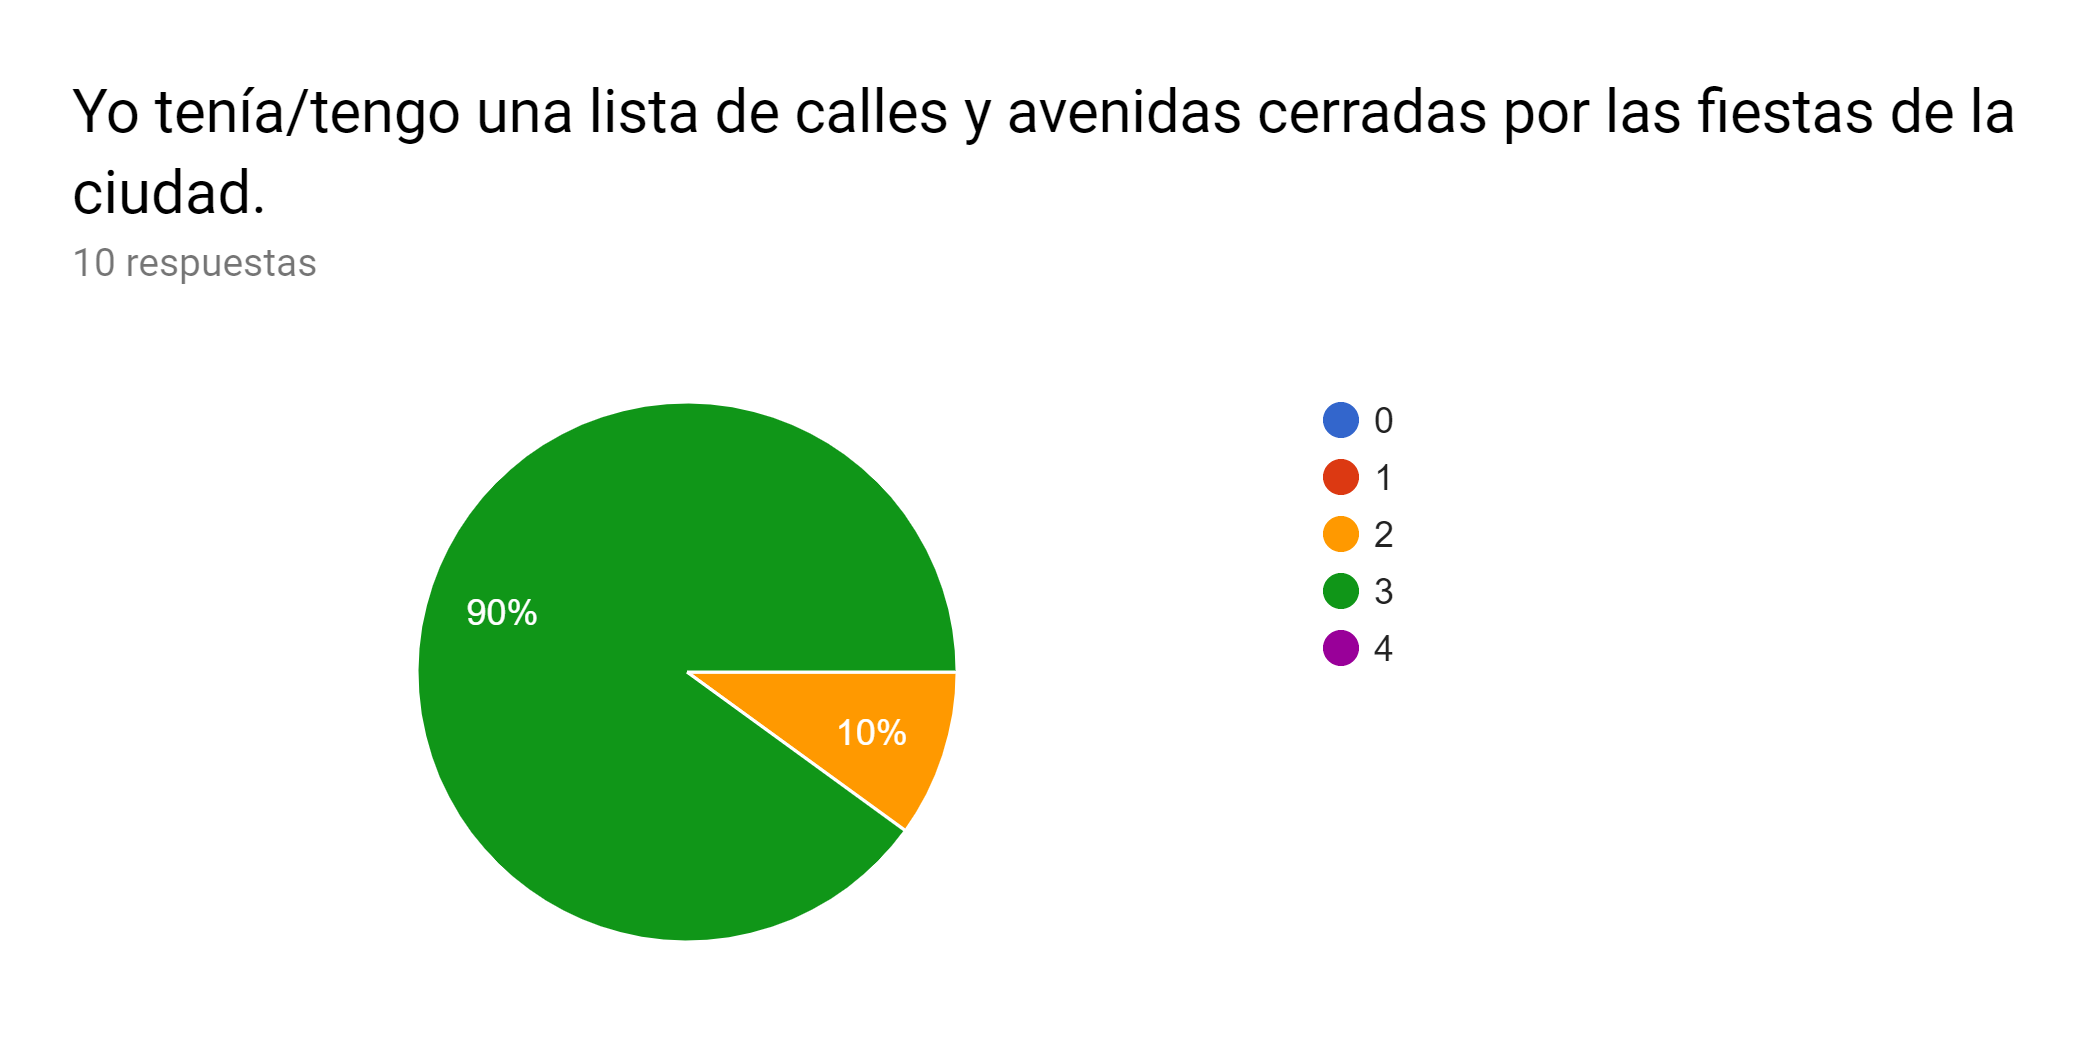 Yo tenía/tengo una lista de calles y avenidas cerradas por las fiestas de la
ciudad.
10 respuestas
90%
10%
0
1
2
3
4